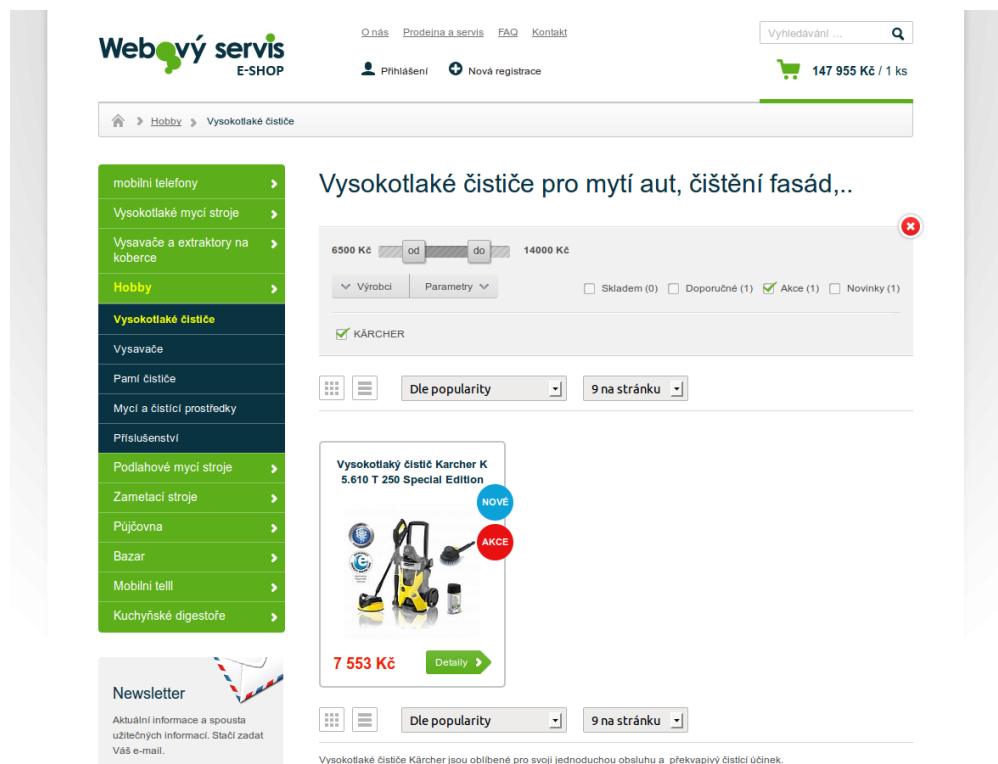 O nás Prodejna a servis FAQ Kontakt
Vyhledávání ...
Webový servis
E-SHOP
Přihlášení Nová registrace
147 955 Kč / 1 ks
Hobby Vysokotlaké čističe
mobilni telefony
Vysokotlaké mycí stroje
Vysavače a extraktory na
koberce
Hobby
Vysokotlaké čističe
Vysavače
Parní čističe
Mycí a čistící prostředky
Příslušenství
Podlahové mycí stroje
Zametací stroje
Půjčovna
Bazar
Mobilni telll
Kuchyňské digestoře
Newsletter
Aktuální informace a spousta
užitečných informací. Stačí zadat
Váš e-mail.
Vysokotlaké čističe pro mytí aut, čištění fasád,..
6500 Kč od do 14000 Kč
Výrobci Parametry Skladem (0) Doporučné (1) Akce (1) Novinky (1)
KÄRCHER
Dle popularity 9 na stránku
Vysokotlaký čistič Karcher K
5.610 T 250 Special Edition
NOVÉ
AKCE
7 553 Kč Detaily
Dle popularity 9 na stránku
Vysokotlaké čističe Kärcher jsou oblíbené pro svoji jednoduchou obsluhu a překvapivý čistící účinek.